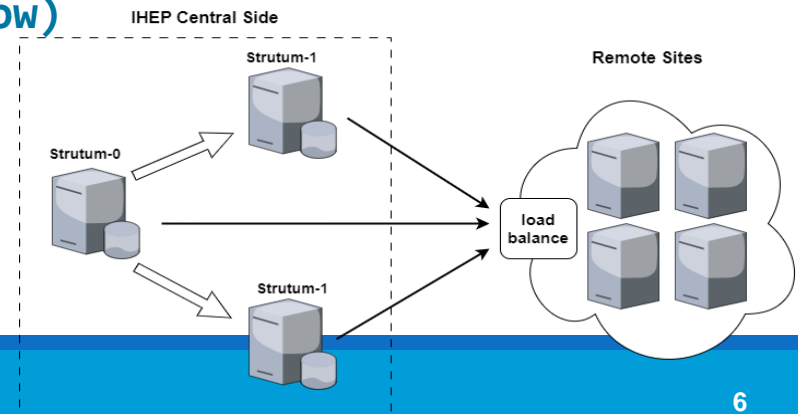 ow)
IHEP Central Side
Strutum-1
Remote Sites
Strutum-0
load
balance
Strutum-1
6